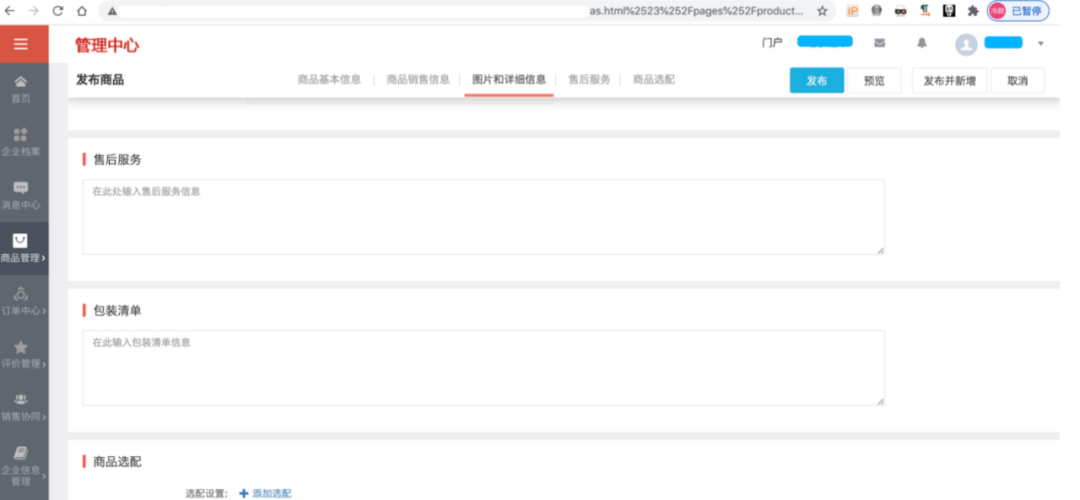 as.html%2523%252Fpages%252Fproduct...
IP
已暂停
管理中心
门户
发布商品
商品基本信息
商品销售信息
图片和详细信息
售后服务
商品选配
发布
预览
发布并新增
取消
首页
企业档案
消息中心
商品管理
订单中心
评价管理
销售协同
企业信息
管理
售后服务
在此处输入售后服务信息
包装清单
在此输入包装清单信息
商品选配
选配设置:
添加选配